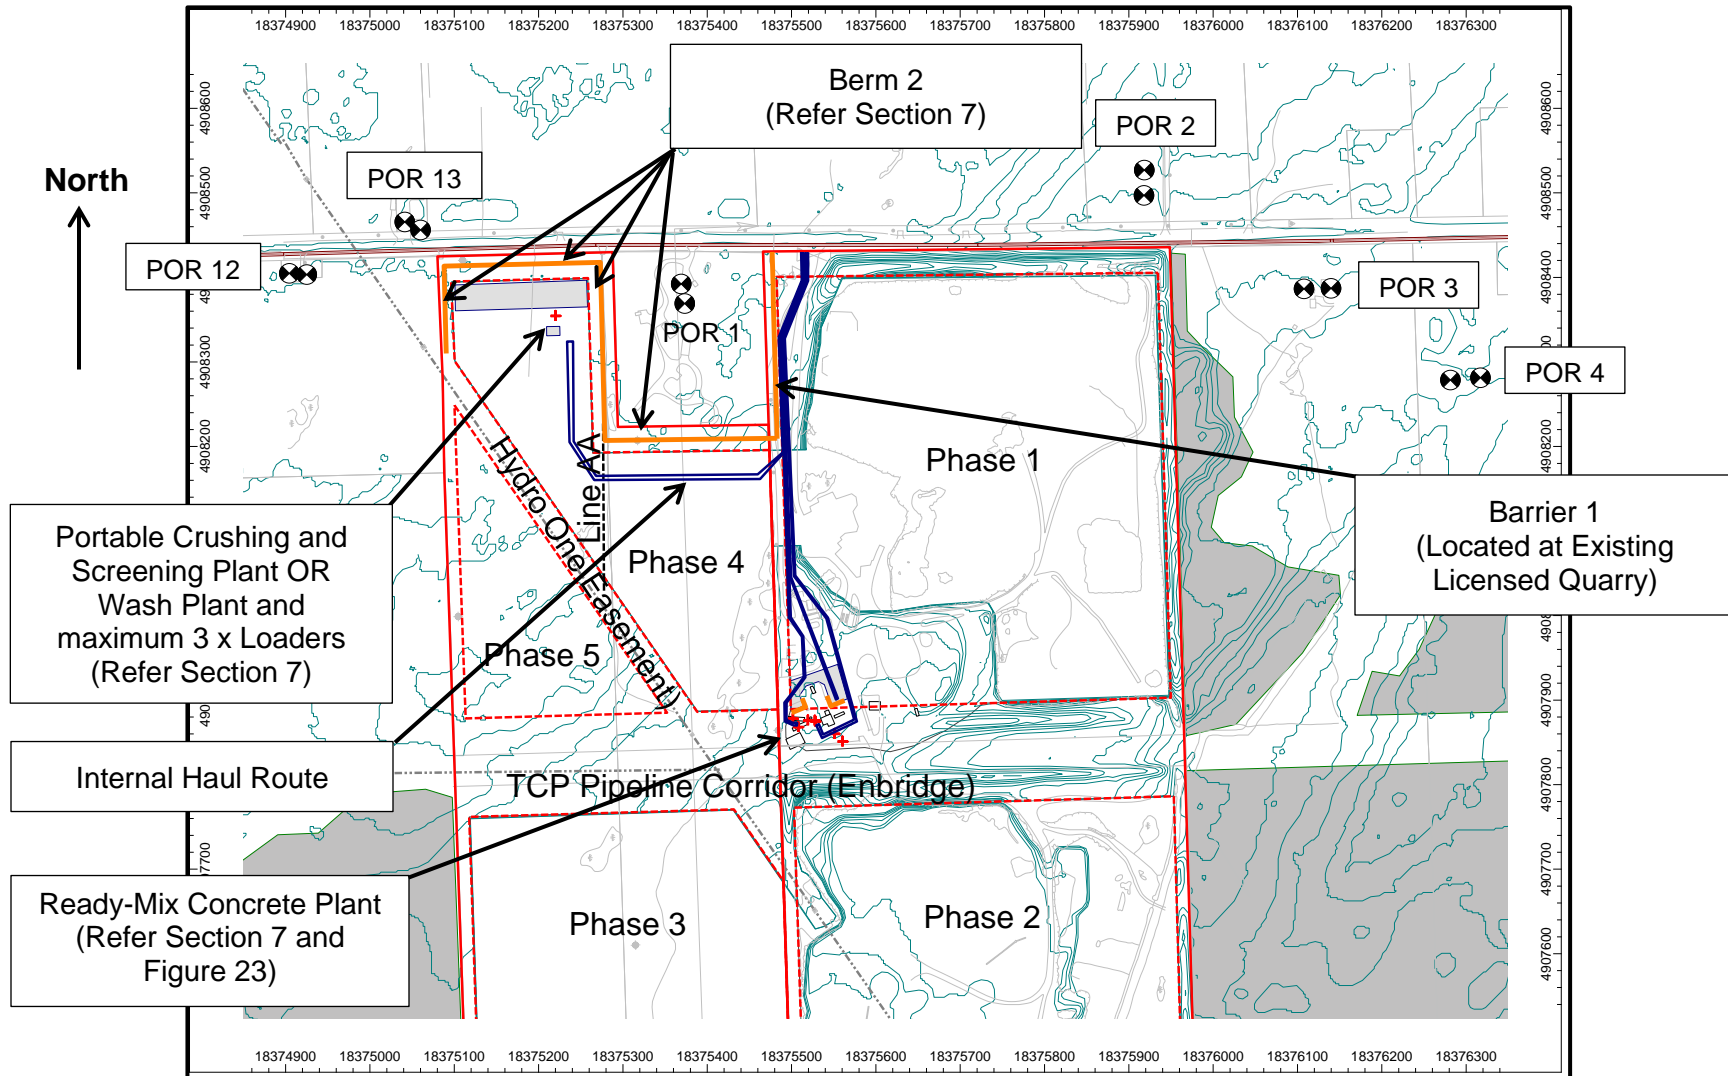 18374900 18375000 18375100 18375200 18375300 18375400 18375500 18375600 18375700 18375800 18375900 18376000 18376100 18376200 18376300
4908600
4908600
Berm 2
(Refer Section 7)
POR 2
North
POR 13
4908500
4908500
POR 12
4908400
POR 3
POR 1
4908300
POR 4
4908200
4908200
Phase 1
Hydro One Easement)
Line AA
Portable Crushing and
Screening Plant OR
Wash Plant and
maximum 3 x Loaders
(Refer Section 7)
Barrier 1
(Located at Existing
Licensed Quarry)
Phase 4
Phase 5
4907900
Internal Haul Route
TCP Pipeline Corridor (Enbridge)
4907800
4907700
Ready-Mix Concrete Plant
(Refer Section 7 and
Figure 23)
Phase 3
Phase 2
4907600
18374900 18375000 18375100 18375200 18375300 18375400 18375500 18375600 18375700 18375800 18375900 18376000 18376100 18376200 18376300